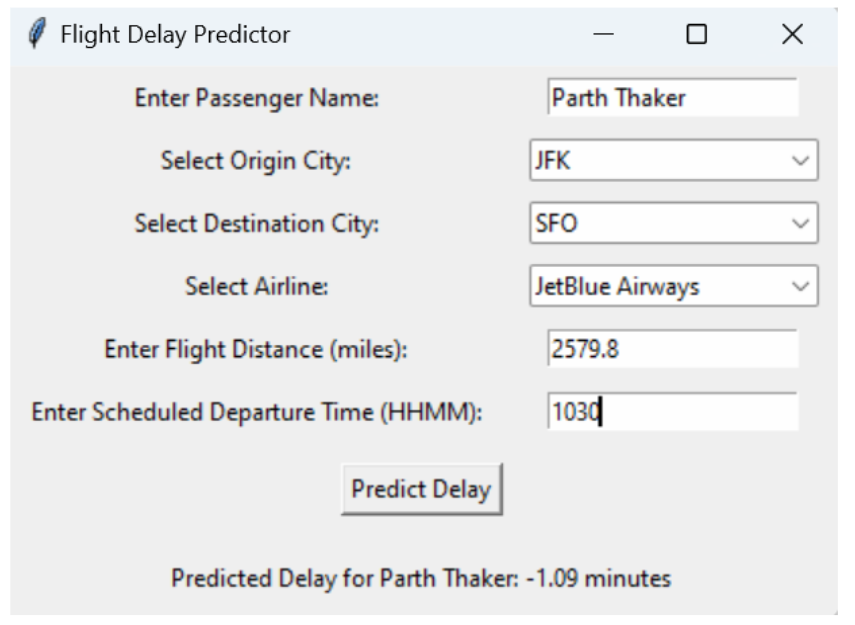 Flight Delay Predictor
Enter Passenger Name: Parth Thaker
Select Origin City: JFK
Select Destination City: SFO
Select Airline: JetBlue Airways
Enter Flight Distance (miles): 2579.8
Enter Scheduled Departure Time (HHMM): 1030
Predict Delay
Predicted Delay for Parth Thaker: -1.09 minutes